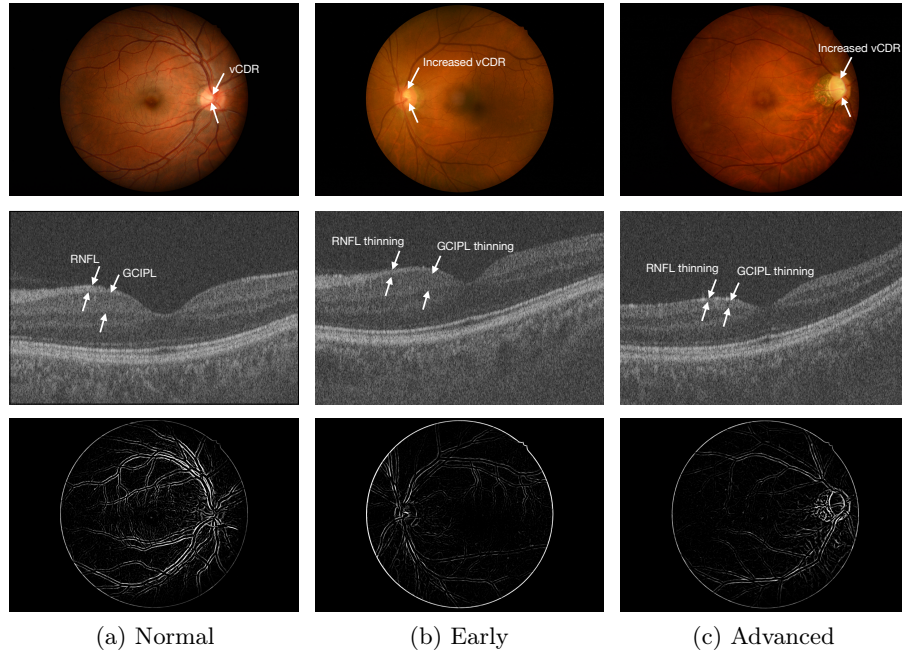 vCDR
Increased vCDR
Increased vCDR
RNFL
GCIPL
RNFL thinning
GCIPL thinning
RNFL thinning
GCIPL thinning
(a) Normal
(b) Early
(c) Advanced